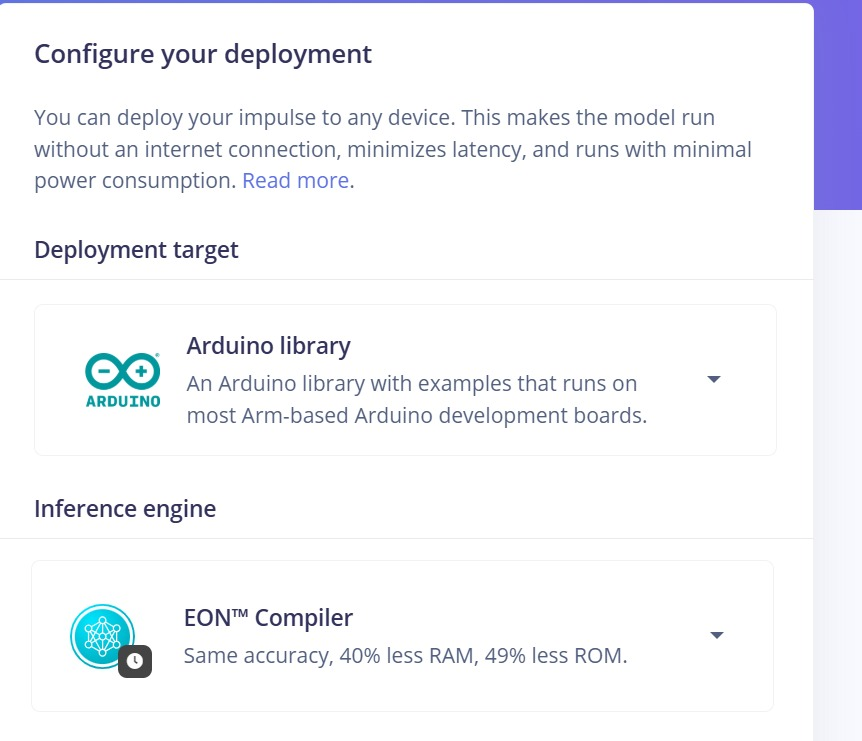 Configure your deployment
You can deploy your impulse to any device. This makes the model run
without an internet connection, minimizes latency, and runs with minimal
power consumption. Read more.
Deployment target
Arduino library
An Arduino library with examples that runs on
most Arm-based Arduino development boards.
ARDUINO
Inference engine
EON™ Compiler
Same accuracy, 40% less RAM, 49% less ROM.